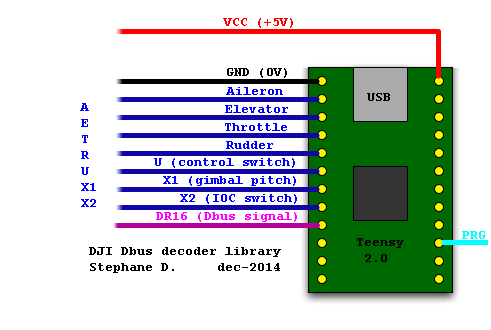 VCC (+5V)
GND (0V)
Aileron
Elevator
Throttle
Rudder
U (control switch)
X1 (gimbal pitch)
X2 (IOC switch)
DR16 (Dbus signal)
A
E
T
R
U
X1
X2
USB
Teensy
2.0
PRG
DJI Dbus decoder library
Stephane D. dec-2014